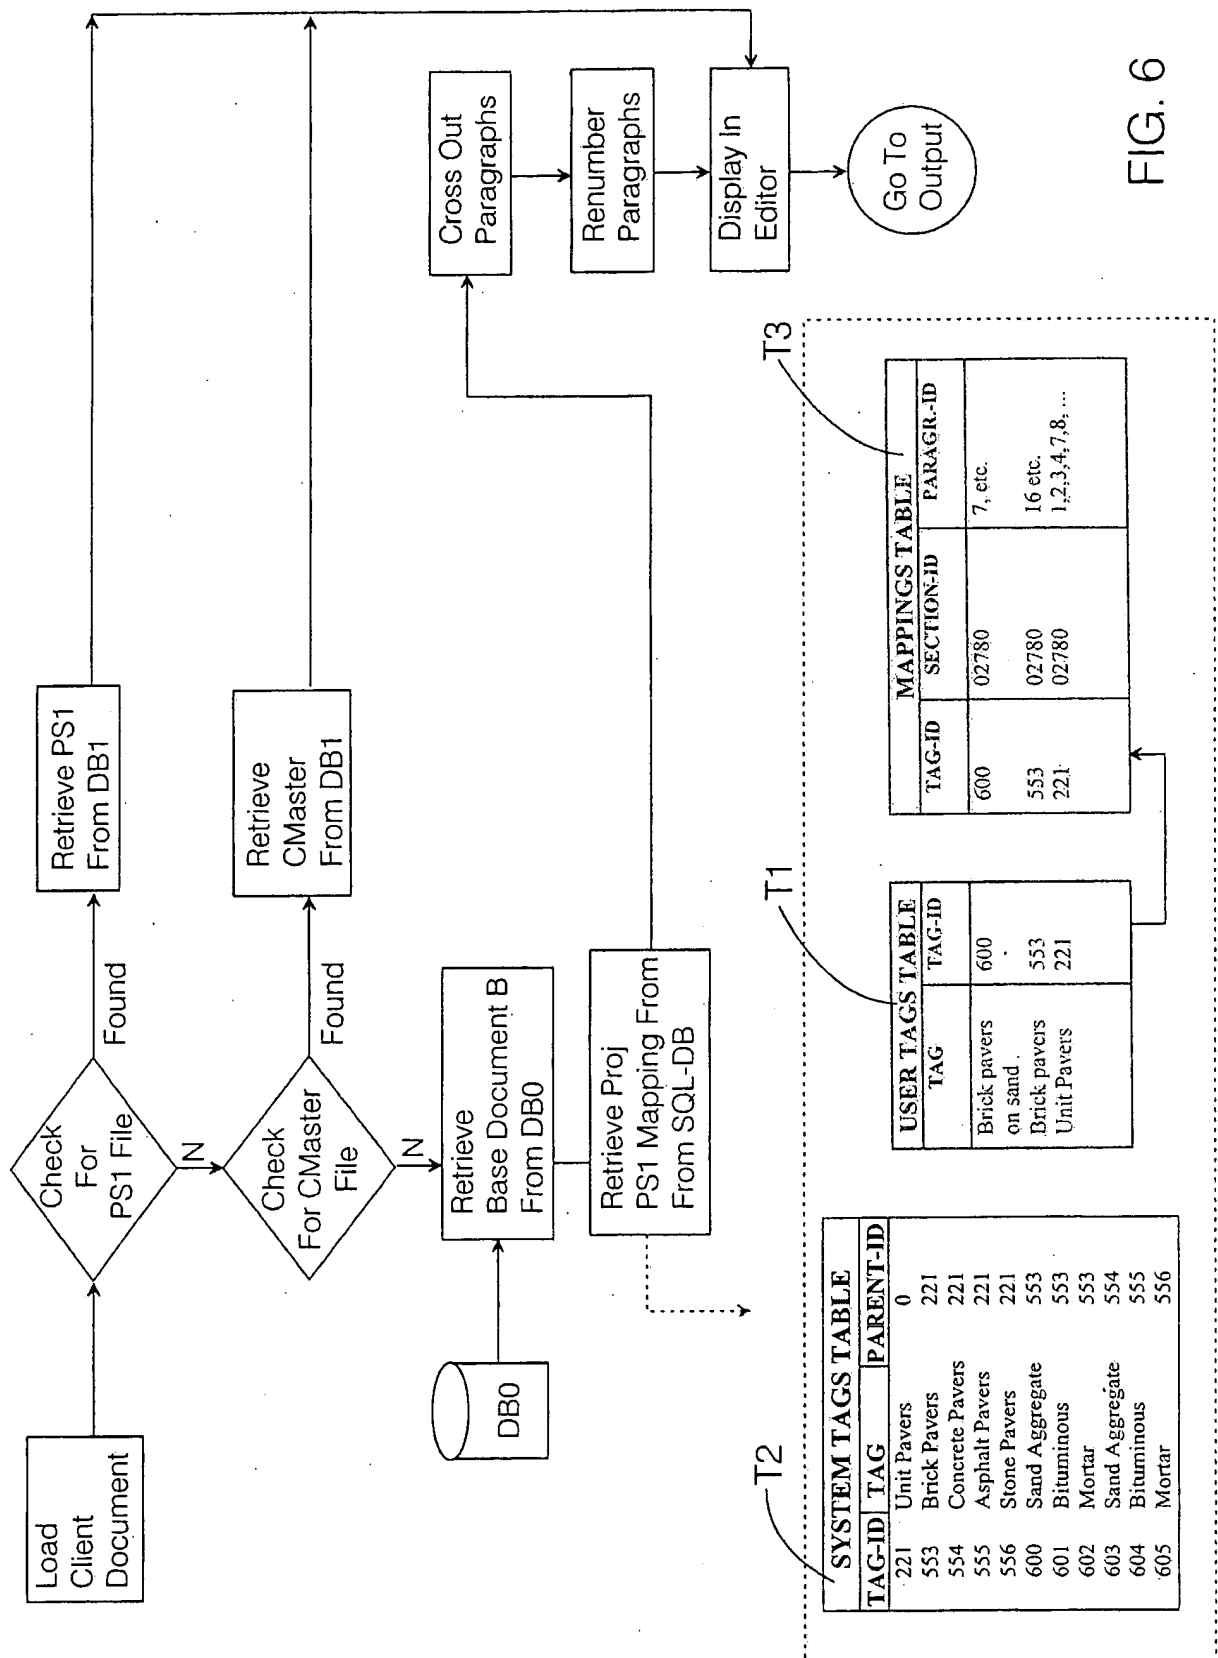 Load
Client
Document
Check
For
PS1 File
Found
Retrieve PS1
From DB1
N
Check
For CMaster
File
Found
Retrieve
CMaster
From DB1
N
DB0
Retrieve
Base Document B
From DB0
Retrieve Proj
PS1 Mapping From
From SQL-DB
Cross Out
Paragraphs
Renumber
Paragraphs
Display In
Editor
Go To
Output
T2
SYSTEM TAGS TABLE
TAG-ID TAG PARENT-ID
221 Unit Pavers 0
553 Brick Pavers 221
554 Concrete Pavers 221
555 Asphalt Pavers 221
556 Stone Pavers 221
600 Sand Aggregate 553
601 Bituminous 553
602 Mortar 553
603 Sand Aggregate 554
604 Bituminous 555
605 Mortar 556
T1
USER TAGS TABLE
TAG TAG-ID
Brick pavers 600
on sand
Brick pavers 553
Unit Pavers 221
T3
MAPPINGS TABLE
TAG-ID SECTION-ID PARAGR.-ID
600 02780 7, etc.
553 02780 16 etc.
221 02780 1,2,3,4,7,8, ...
FIG. 6